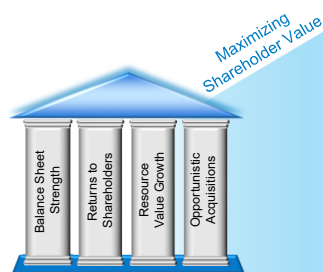 Maximizing
Shareholder Value
Balance Sheet
Strength
Returns to
Shareholders
Resource
Value Growth
Opportunistic
Acquisitions